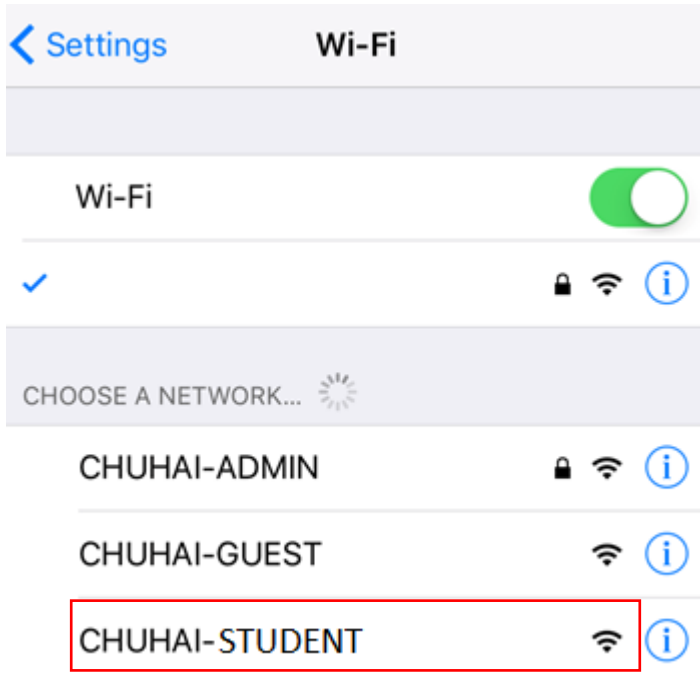 Settings Wi-Fi
Wi-Fi
CHOOSE A NETWORK...
CHUHAI-ADMIN
CHUHAI-GUEST
CHUHAI-STUDENT